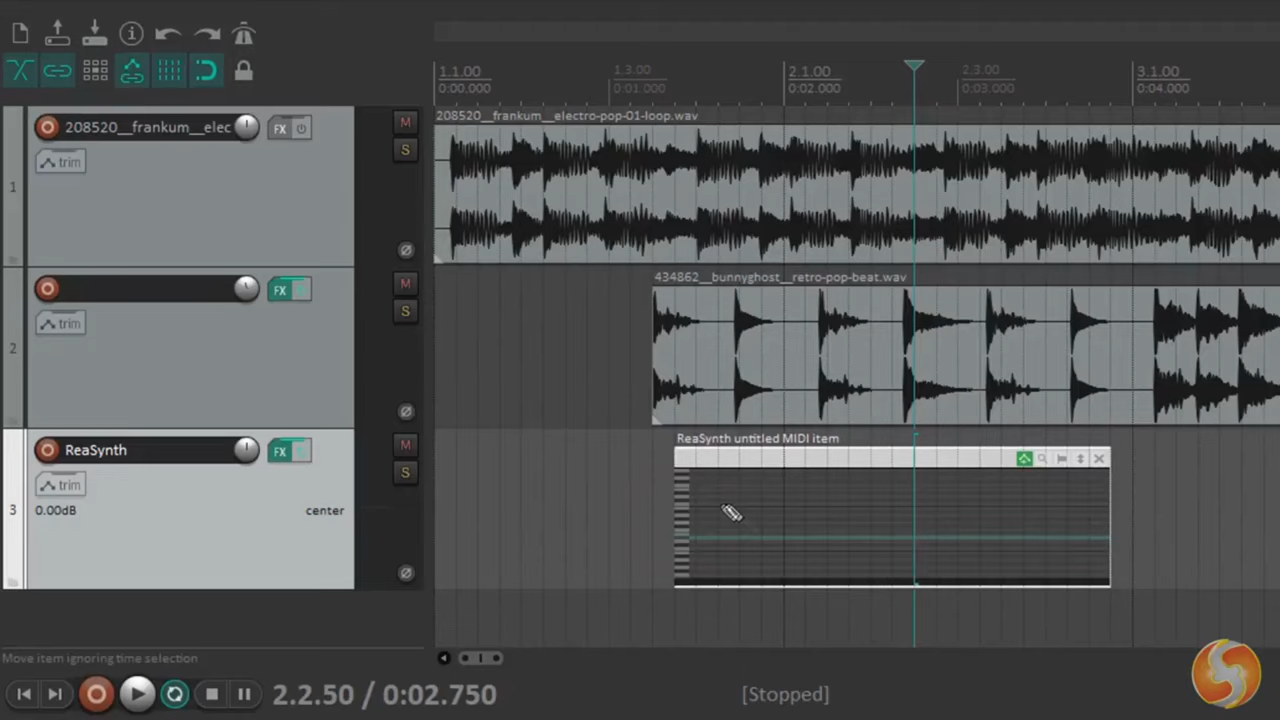 1.1.00
0:00.000
1.3.00
0:01.000
2.1.00
0:02.000
2.3.00
0:03.000
3.1.00
0:04.000
1
208520__frankum__elec
FX
M
S
trim
208520__frankum__electro-pop-01-loop.wav
2
FX
M
S
trim
434862__bunnyghost__retro-pop-beat.wav
3
ReaSynth
FX
M
S
trim
0.00dB
center
ReaSynth untitled MIDI item
Move item ignoring time selection
2.2.50 / 0:02.750
[Stopped]